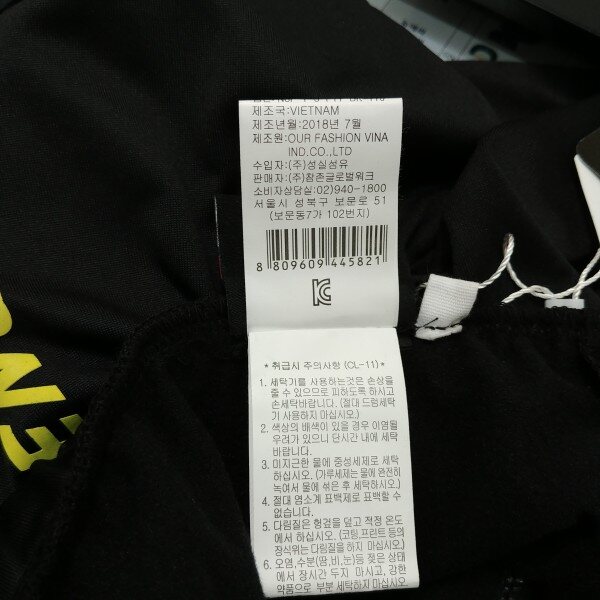 제조국:VIETNAM
제조년월:2018년 7월
제조원:OUR FASHION VINA
IND.CO.,LTD
수입자:(주)성실섬유
판매자:(주)참존글로벌워크
소비자상담실:02)940-1800
서울시 성북구 보문로 51
(보문동7가 102번지)
8 809609 445821
*취급시 주의사항 (CL-11)*
1. 세탁기를 사용하는것은 손상을
줄 수 있으므로 피하도록 하시고
손세탁바랍니다. (절대 드럼세탁
기 사용하지 마십시오.)
2. 색상의 배색이 있을 경우 이염될
우려가 있으니 단시간 내에 세탁
바랍니다.
3. 미지근한 물에 중성세제로 세탁
하십시오. (가루세제는 물에 완전히
녹여서 물에 섞은 후 세탁하십시오.)
4. 절대 염소계 표백제로 표백할 수
없습니다.
5. 다림질은 헝겊을 덮고 적정 온도
에서 하십시오. (코팅,프린트 등의
장식위는 다림질을 하지 마십시오.)
6. 오염,수분(땀,비,눈)등 젖은 상태
에서 장시간 두지 마시고, 강한
약품으로 부분 세탁하지 마십시오.